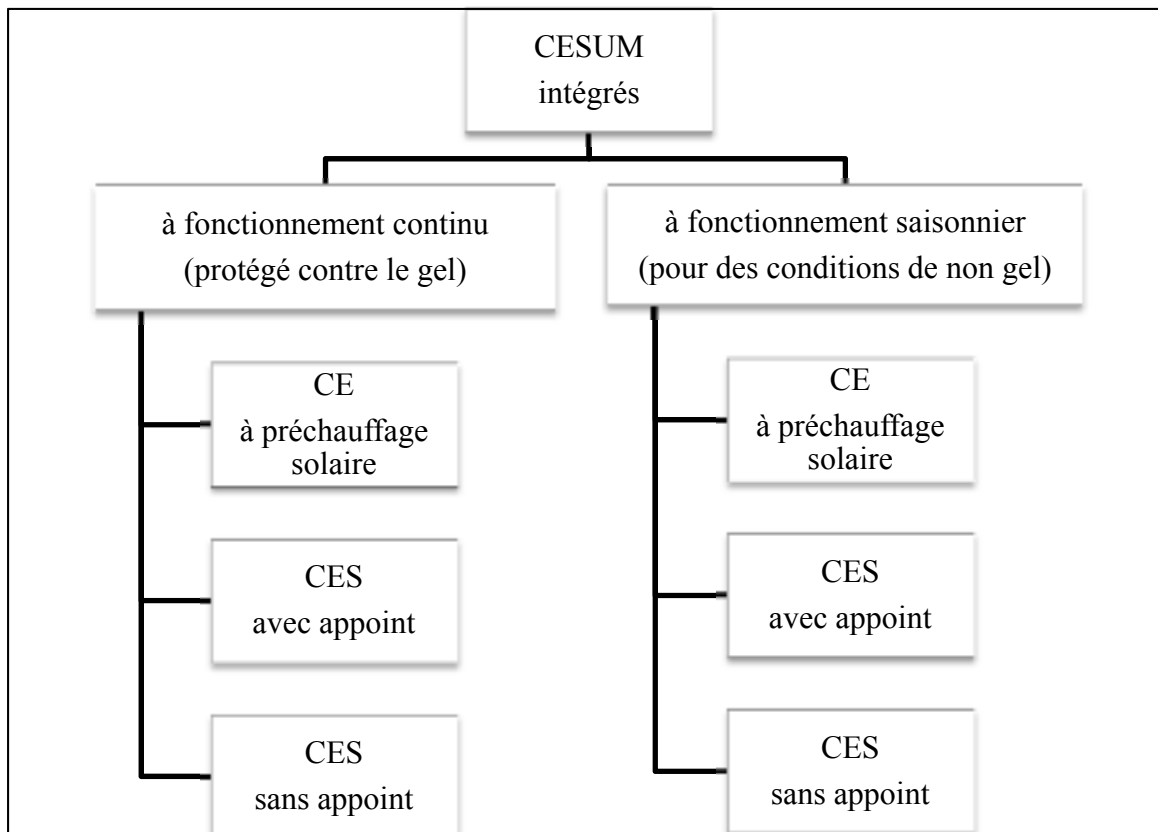 CESUM
intégrés
à fonctionnement continu
(protégé contre le gel)
CE
à préchauffage
solaire
CES
avec appoint
CES
sans appoint
à fonctionnement saisonnier
(pour des conditions de non gel)
CE
à préchauffage
solaire
CES
avec appoint
CES
sans appoint